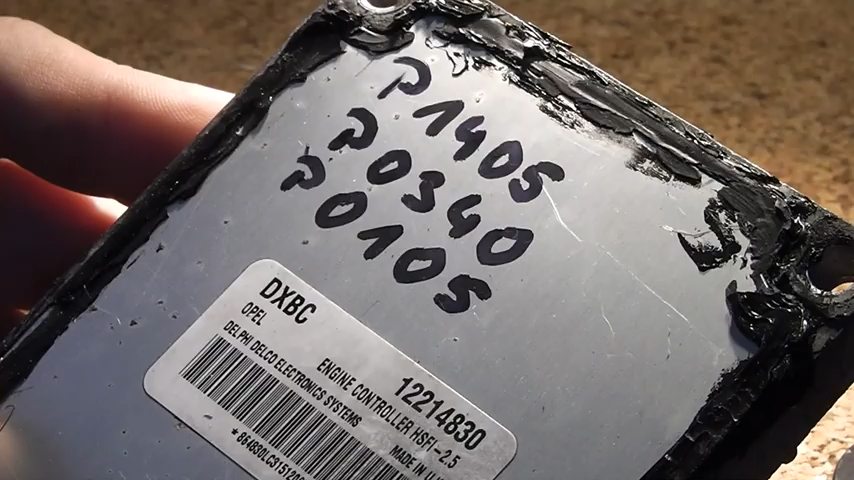 P1405
P0340
P0105
DXBC
OPEL
12214830
ENGINE CONTROLLER HSFI-2.5
DELPHI DELCO ELECTRONICS SYSTEMS
MADE IN